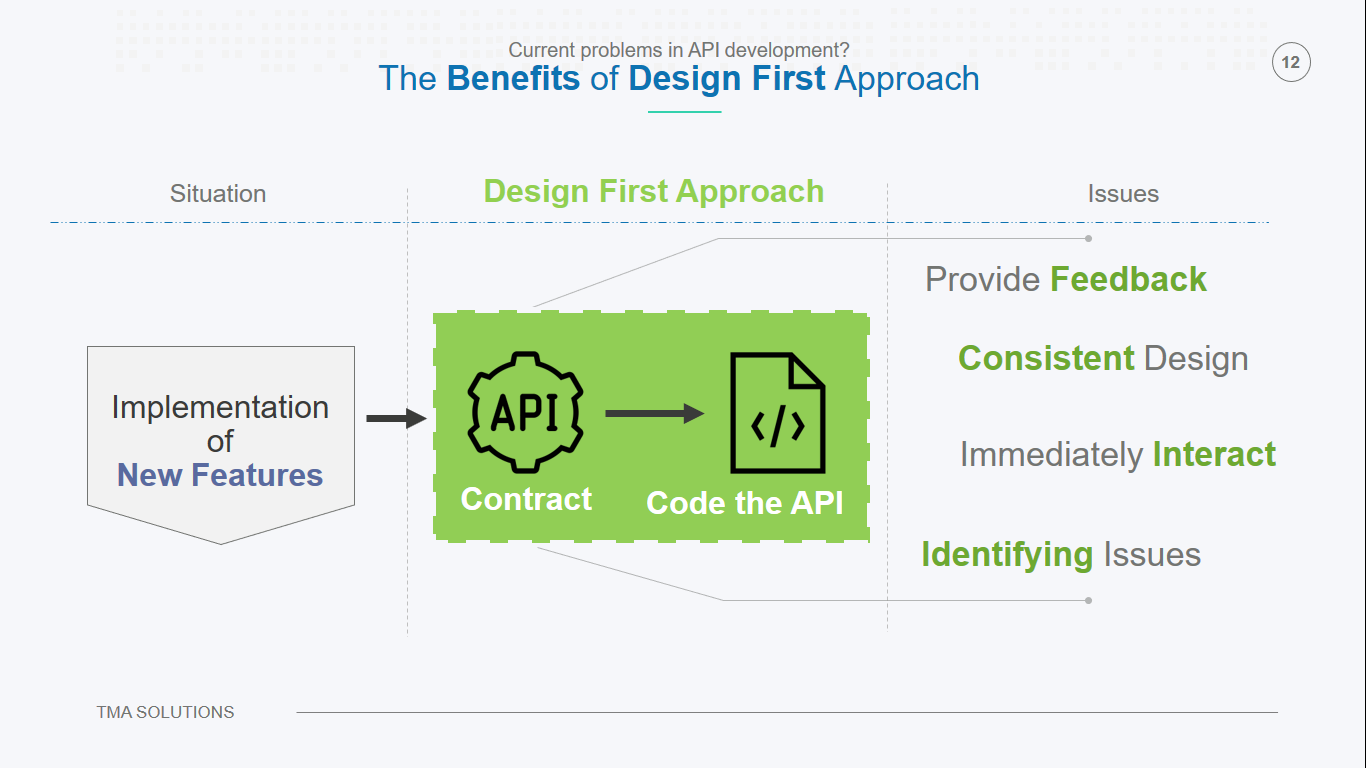 Current problems in API development?
The Benefits of Design First Approach
12
Situation
Design First Approach
Issues
Implementation
of
New Features
API
Contract
</>
Code the API
Provide Feedback
Consistent Design
Immediately Interact
Identifying Issues
TMA SOLUTIONS